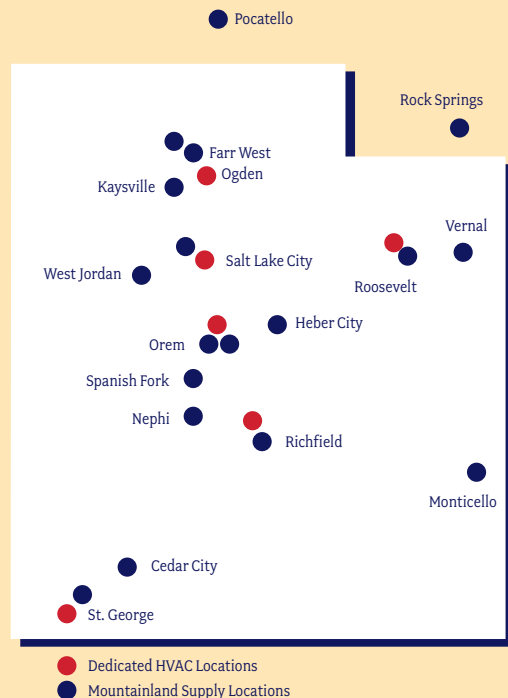 Pocatello
Rock Springs
Farr West
Ogden
Kaysville
Vernal
Salt Lake City
West Jordan
Roosevelt
Heber City
Orem
Spanish Fork
Nephi
Richfield
Monticello
Cedar City
St. George
Dedicated HVAC Locations
Mountainland Supply Locations